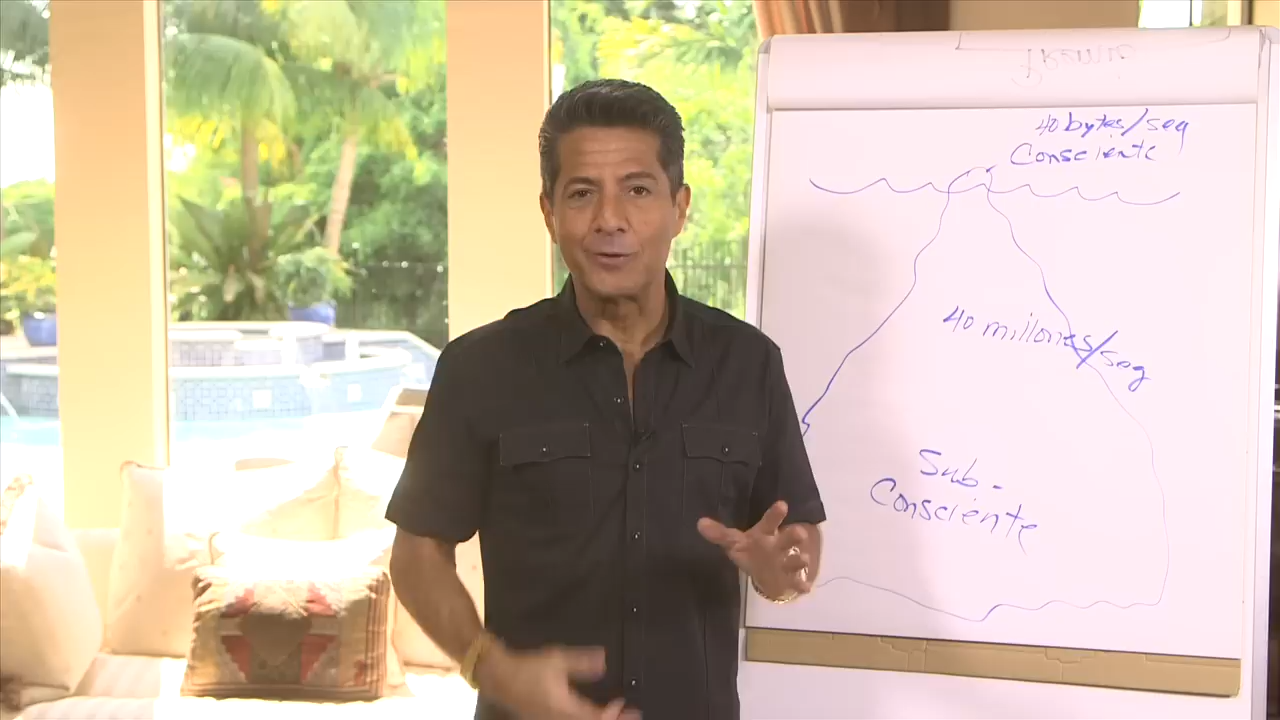 40 bytes/seg
Consciente
40 millones/seg
Sub-
Consciente